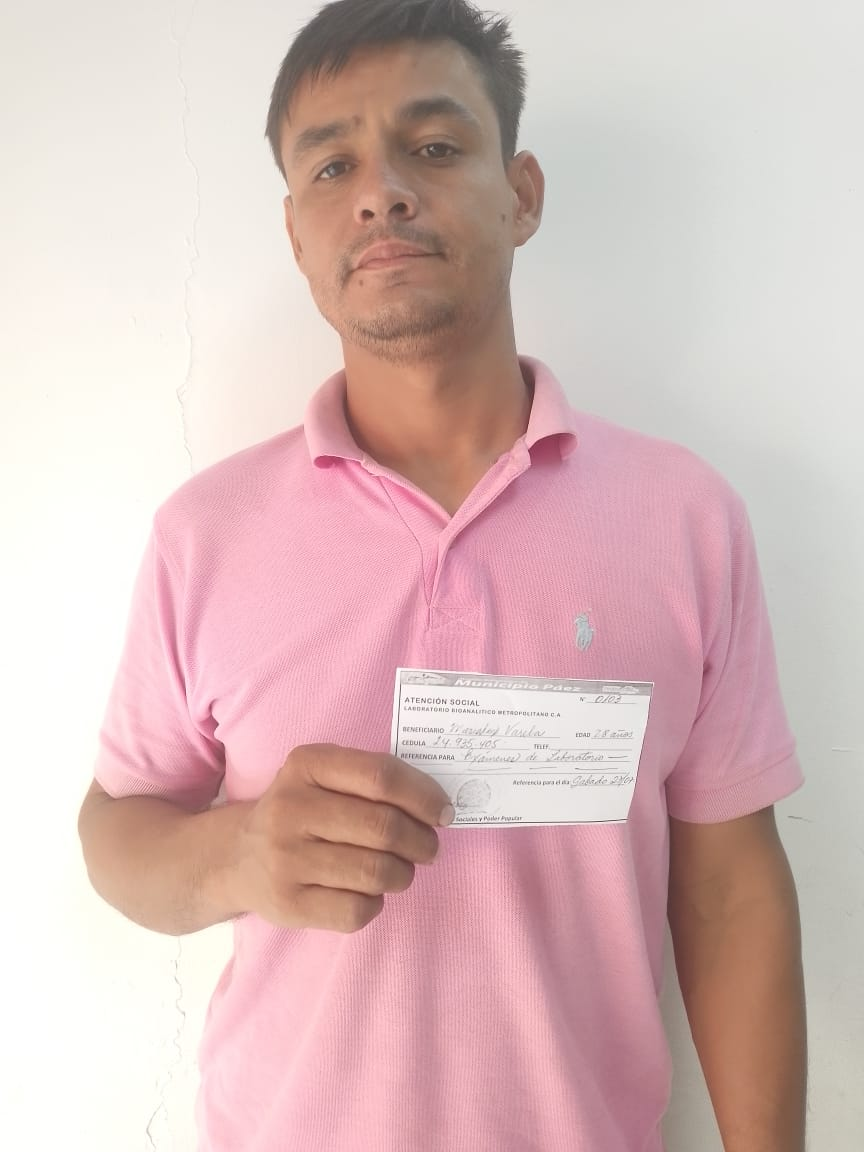 Municipio Páez
ATENCIÓN SOCIAL N° 0103
LABORATORIO BIOANALITICO METROPOLITANO C.A
BENEFICIARIO Varela EDAD 28 años
CEDULA 24.935.405 TELEF.
REFERENCIA PARA Exámenes de Laboratorio
Referencia para el día: Sabado
Sociales y Poder Popular